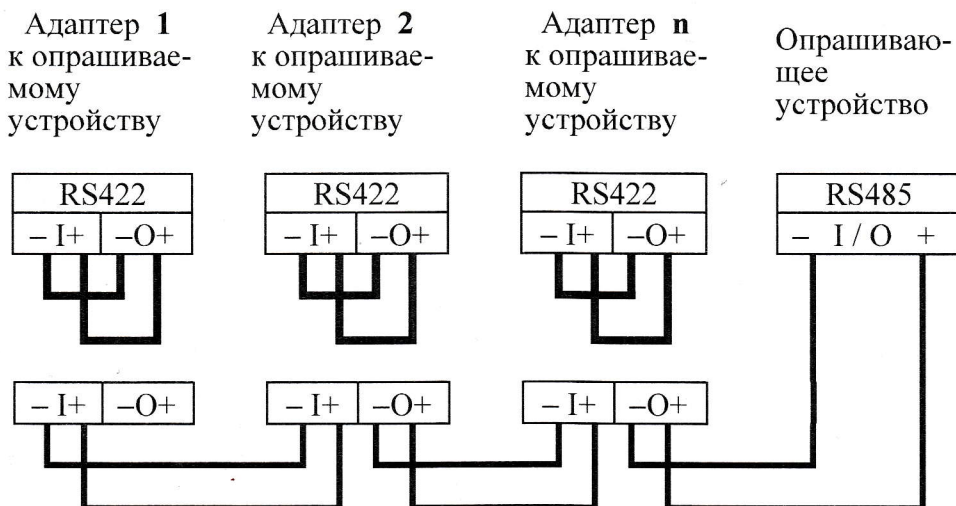 Адаптер 1
к опрашивае-
мому
устройству
Адаптер 2
к опрашивае-
мому
устройству
Адаптер n
к опрашивае-
мому
устройству
Опрашиваю-
щее
устройство
RS422
– I+ –O+
RS422
– I+ –O+
RS422
– I+ –O+
RS485
– I / O +
– I+ –O+
– I+ –O+
– I+ –O+